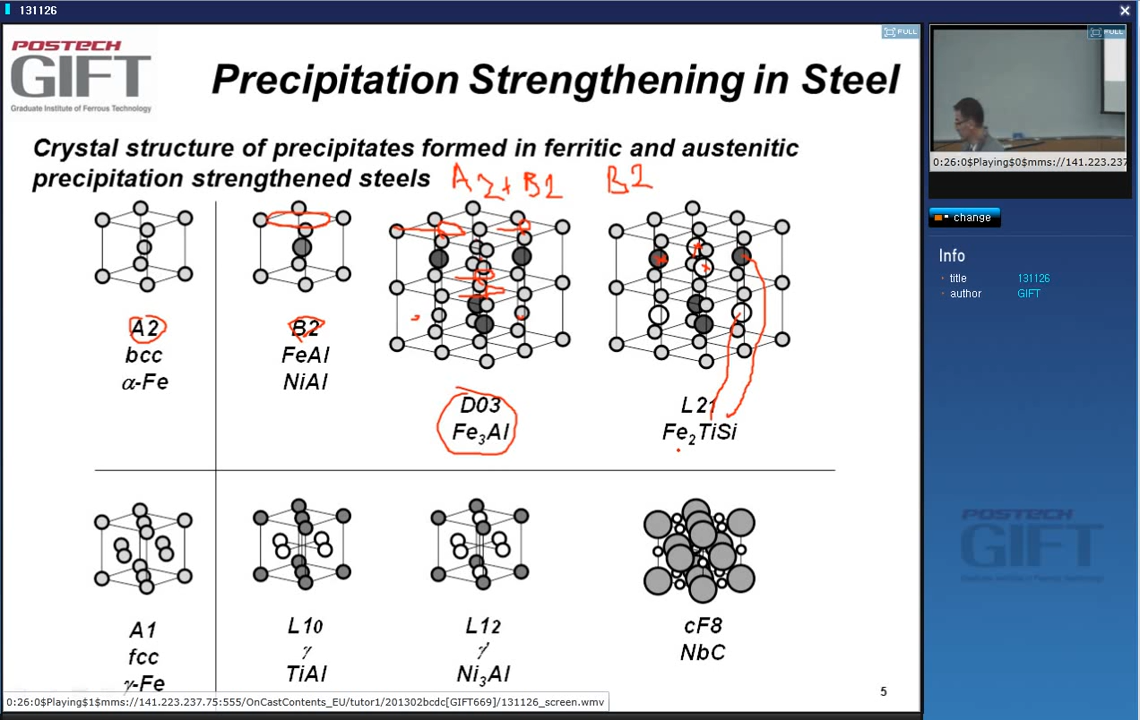 131126
POSTECH
GIFT
Graduate Institute of Ferrous Technology
Precipitation Strengthening in Steel
FULL
FULL
Crystal structure of precipitates formed in ferritic and austenitic
precipitation strengthened steels
A2+B2
B2
A2
bcc
α-Fe
B2
FeAl
NiAl
D03
Fe3Al
L21
Fe2TiSi
A1
fcc
γ-Fe
L10
γ
TiAl
L12
γ'
Ni3Al
cF8
NbC
5
0:26:0$Playing$1$mms://141.223.237.75:555/OnCastContents_EU/tutor1/201302bcdc[GIFT669]/131126_screen.wmv
0:26:0$Playing$0$mms://141.223.237
change
Info
title 131126
author GIFT
POSTECH
GIFT